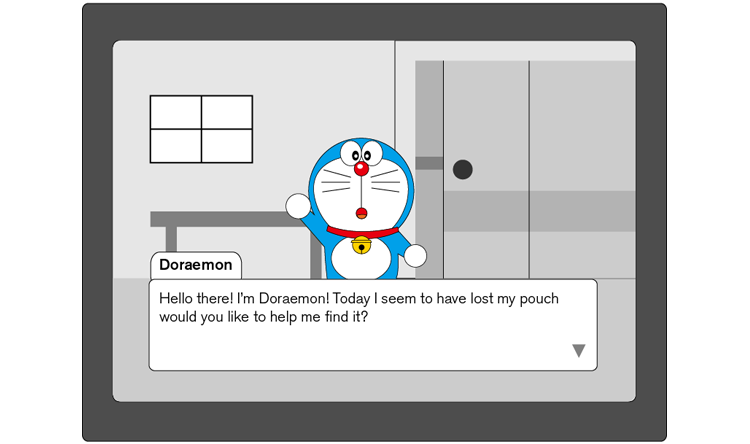 Doraemon
Hello there! I'm Doraemon! Today I seem to have lost my pouch
would you like to help me find it?